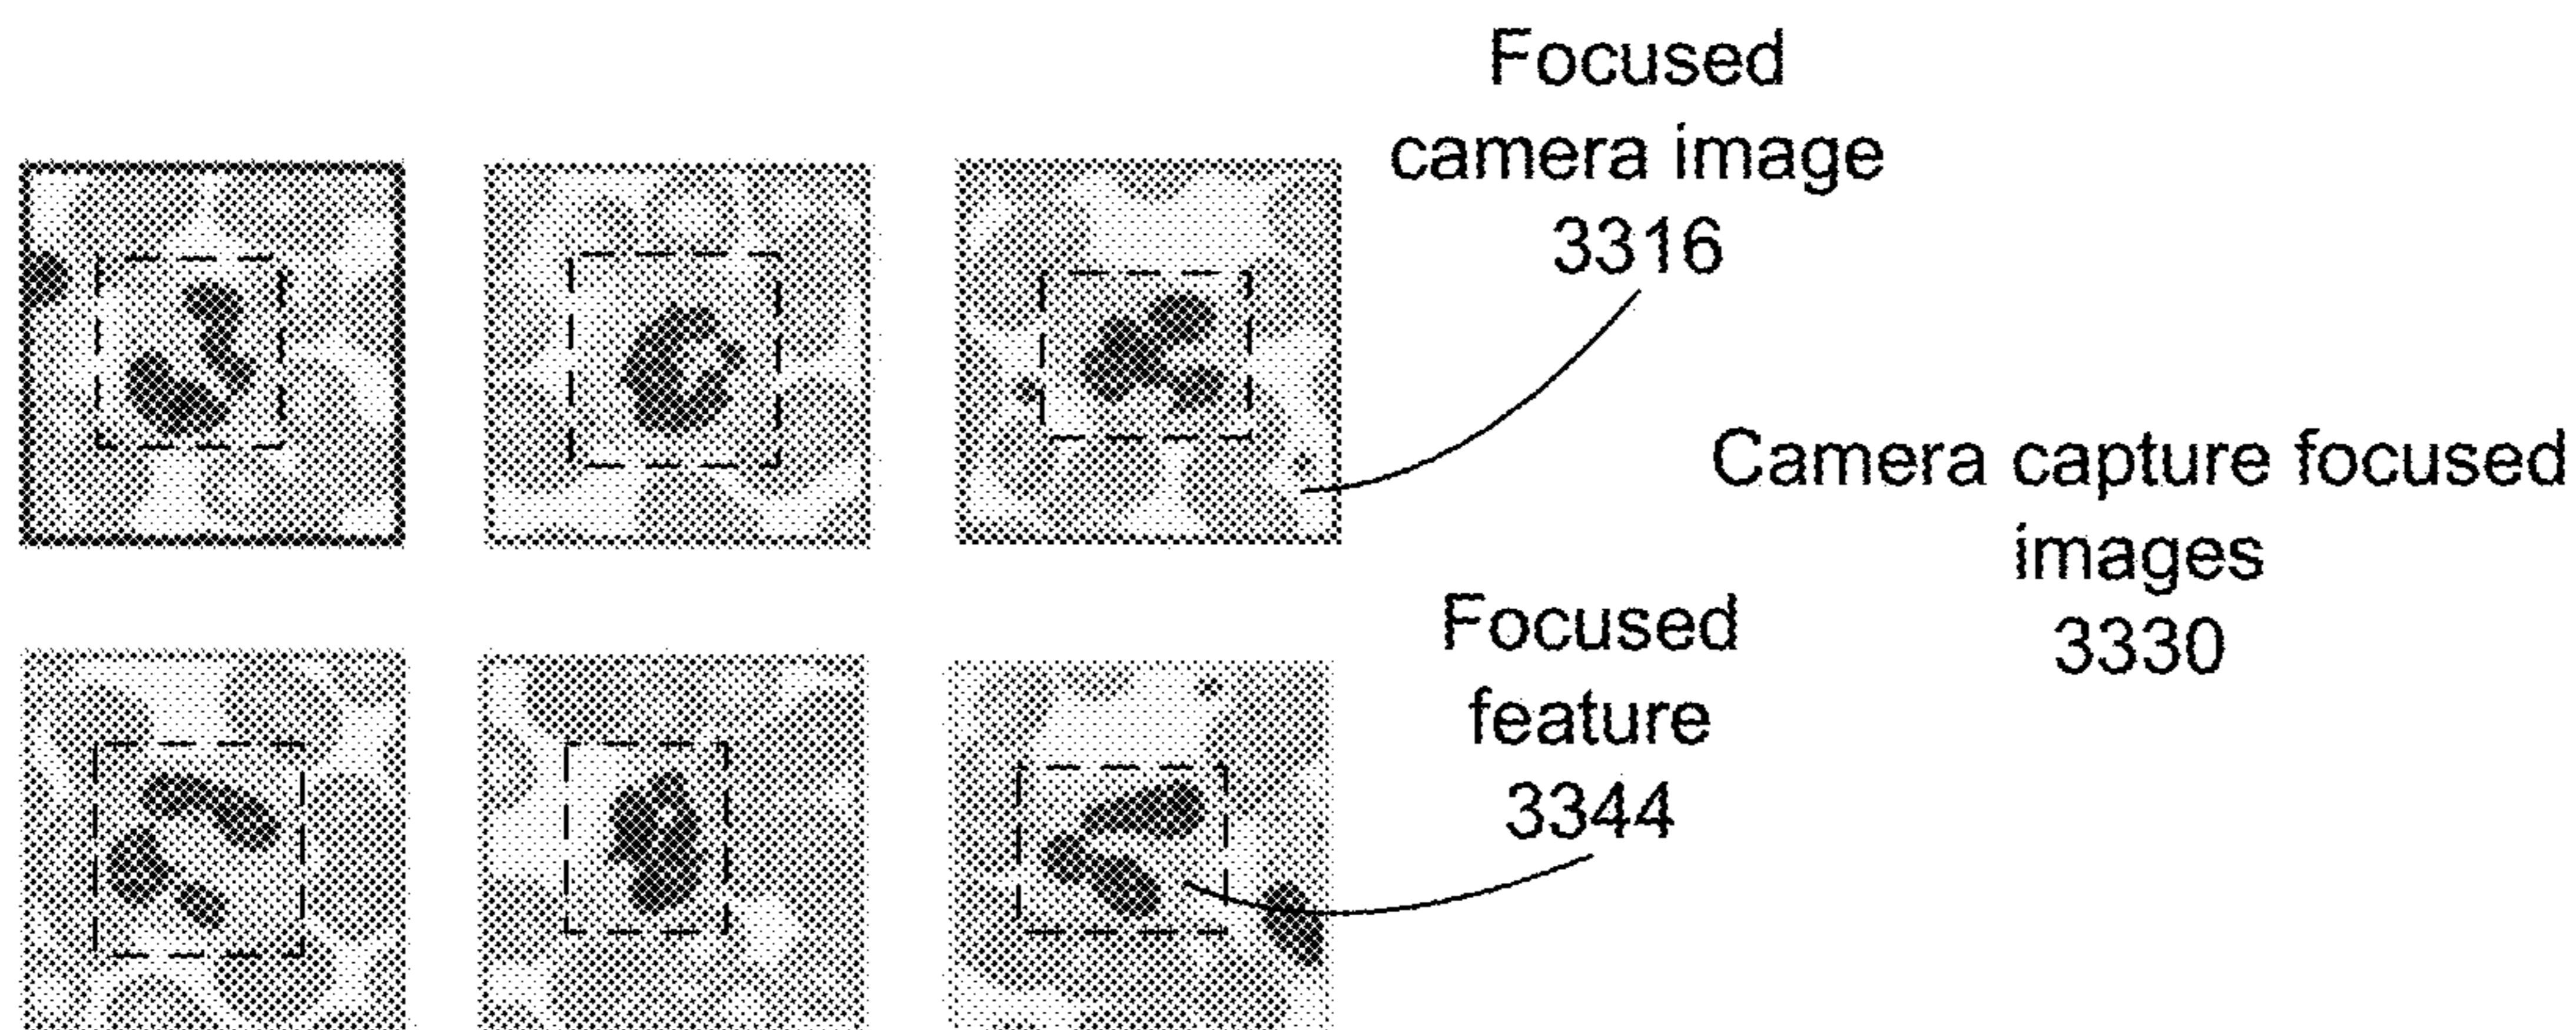 Focused
camera image
3316
Camera capture focused
images
3330
Focused
feature
3344